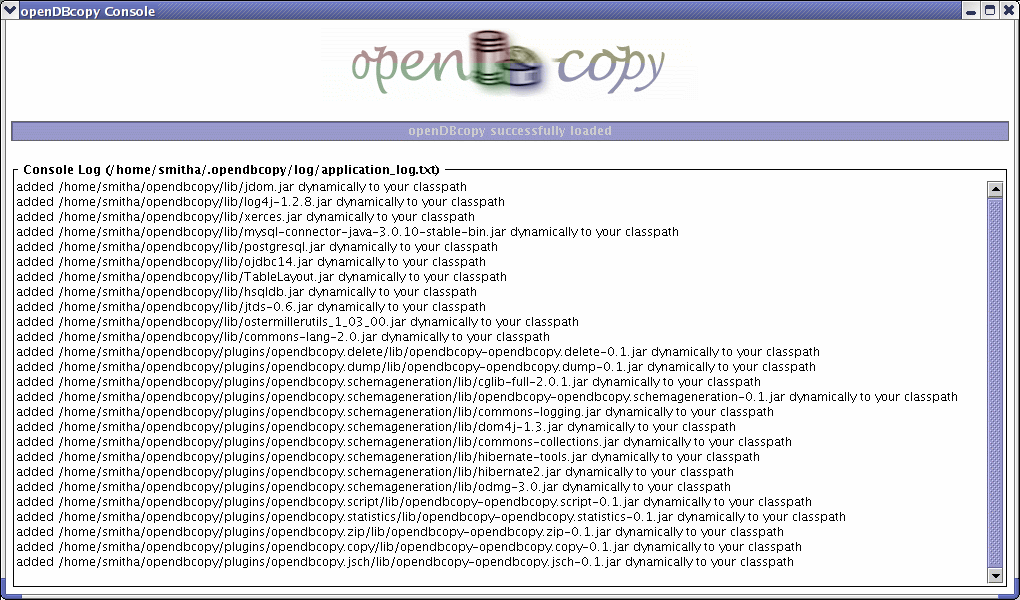 openDBcopy Console
open copy
openDBcopy successfully loaded
Console Log (/home/smitha/.opendbcopy/log/application_log.txt)
added /home/smitha/opendbcopy/lib/jdom.jar dynamically to your classpath
added /home/smitha/opendbcopy/lib/log4j-1.2.8.jar dynamically to your classpath
added /home/smitha/opendbcopy/lib/xerces.jar dynamically to your classpath
added /home/smitha/opendbcopy/lib/mysql-connector-java-3.0.10-stable-bin.jar dynamically to your classpath
added /home/smitha/opendbcopy/lib/postgresql.jar dynamically to your classpath
added /home/smitha/opendbcopy/lib/ojdbc14.jar dynamically to your classpath
added /home/smitha/opendbcopy/lib/TableLayout.jar dynamically to your classpath
added /home/smitha/opendbcopy/lib/hsqldb.jar dynamically to your classpath
added /home/smitha/opendbcopy/lib/jtds-0.6.jar dynamically to your classpath
added /home/smitha/opendbcopy/lib/ostermillerutils_1_03_00.jar dynamically to your classpath
added /home/smitha/opendbcopy/lib/commons-lang-2.0.jar dynamically to your classpath
added /home/smitha/opendbcopy/plugins/opendbcopy.delete/lib/opendbcopy-opendbcopy.delete-0.1.jar dynamically to your classpath
added /home/smitha/opendbcopy/plugins/opendbcopy.dump/lib/opendbcopy-opendbcopy.dump-0.1.jar dynamically to your classpath
added /home/smitha/opendbcopy/plugins/opendbcopy.schemageneration/lib/cglib-full-2.0.1.jar dynamically to your classpath
added /home/smitha/opendbcopy/plugins/opendbcopy.schemageneration/lib/opendbcopy-opendbcopy.schemageneration-0.1.jar dynamically to your classpath
added /home/smitha/opendbcopy/plugins/opendbcopy.schemageneration/lib/commons-logging.jar dynamically to your classpath
added /home/smitha/opendbcopy/plugins/opendbcopy.schemageneration/lib/dom4j-1.3.jar dynamically to your classpath
added /home/smitha/opendbcopy/plugins/opendbcopy.schemageneration/lib/commons-collections.jar dynamically to your classpath
added /home/smitha/opendbcopy/plugins/opendbcopy.schemageneration/lib/hibernate-tools.jar dynamically to your classpath
added /home/smitha/opendbcopy/plugins/opendbcopy.schemageneration/lib/hibernate2.jar dynamically to your classpath
added /home/smitha/opendbcopy/plugins/opendbcopy.schemageneration/lib/odmg-3.0.jar dynamically to your classpath
added /home/smitha/opendbcopy/plugins/opendbcopy.script/lib/opendbcopy-opendbcopy.script-0.1.jar dynamically to your classpath
added /home/smitha/opendbcopy/plugins/opendbcopy.statistics/lib/opendbcopy-opendbcopy.statistics-0.1.jar dynamically to your classpath
added /home/smitha/opendbcopy/plugins/opendbcopy.zip/lib/opendbcopy-opendbcopy.zip-0.1.jar dynamically to your classpath
added /home/smitha/opendbcopy/plugins/opendbcopy.copy/lib/opendbcopy-opendbcopy.copy-0.1.jar dynamically to your classpath
added /home/smitha/opendbcopy/plugins/opendbcopy.jsch/lib/opendbcopy-opendbcopy.jsch-0.1.jar dynamically to your classpath